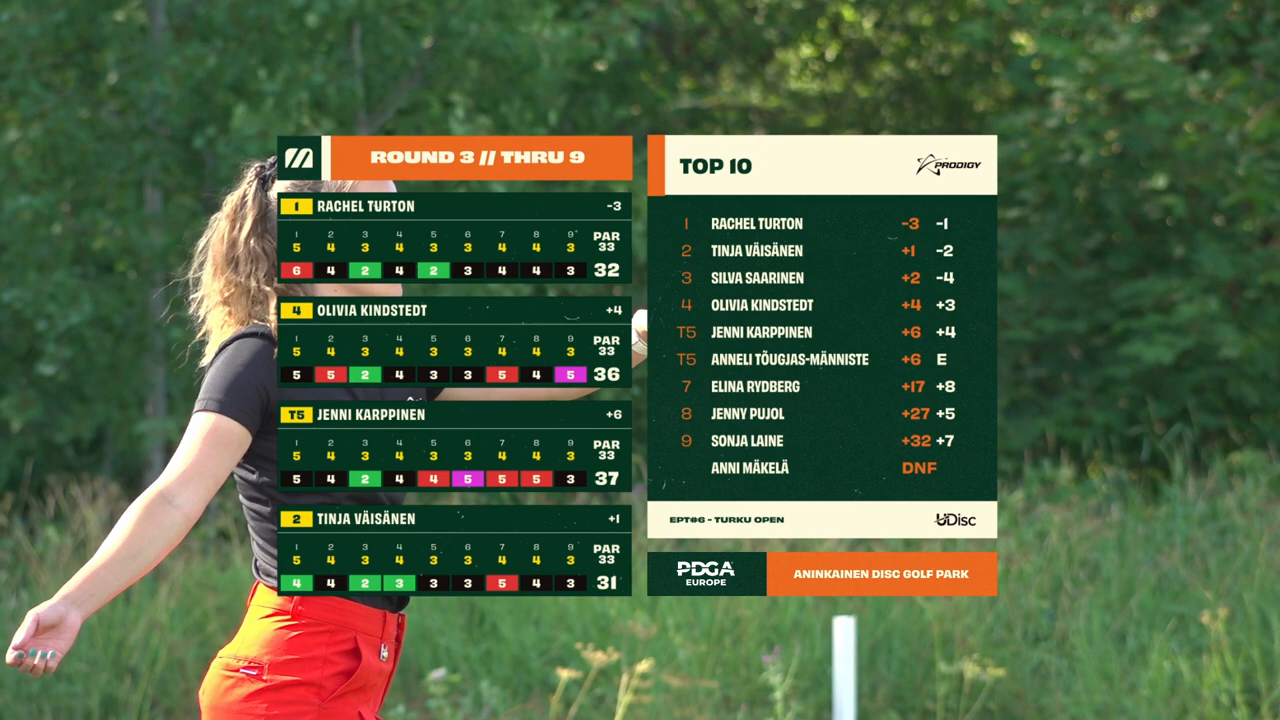 ROUND 3 // THRU 9
1 RACHEL TURTON -3
1 2 3 4 5 6 7 8 9 PAR
5 4 3 4 3 3 4 4 3 33
6 4 2 4 2 3 4 4 3 32
4 OLIVIA KINDSTEDT +4
1 2 3 4 5 6 7 8 9 PAR
5 4 3 4 3 3 4 4 3 33
5 5 2 4 3 3 5 4 5 36
T5 JENNI KARPPINEN +6
1 2 3 4 5 6 7 8 9 PAR
5 4 3 4 3 3 4 4 3 33
5 4 2 4 4 5 5 5 3 37
2 TINJA VÄISÄNEN +1
1 2 3 4 5 6 7 8 9 PAR
5 4 3 4 3 3 4 4 3 33
4 4 2 3 3 3 5 4 3 31
TOP 10 PRODIGY
1 RACHEL TURTON -3 -1
2 TINJA VÄISÄNEN +1 -2
3 SILVA SAARINEN +2 -4
4 OLIVIA KINDSTEDT +4 +3
T5 JENNI KARPPINEN +6 +4
T5 ANNELI TÕUGJAS-MÄNNISTE +6 E
7 ELINA RYDBERG +17 +8
8 JENNY PUJOL +27 +5
9 SONJA LAINE +32 +7
ANNI MÄKELÄ DNF
EPT#6 - TURKU OPEN UDisc
PDGA
EUROPE
ANINKAINEN DISC GOLF PARK